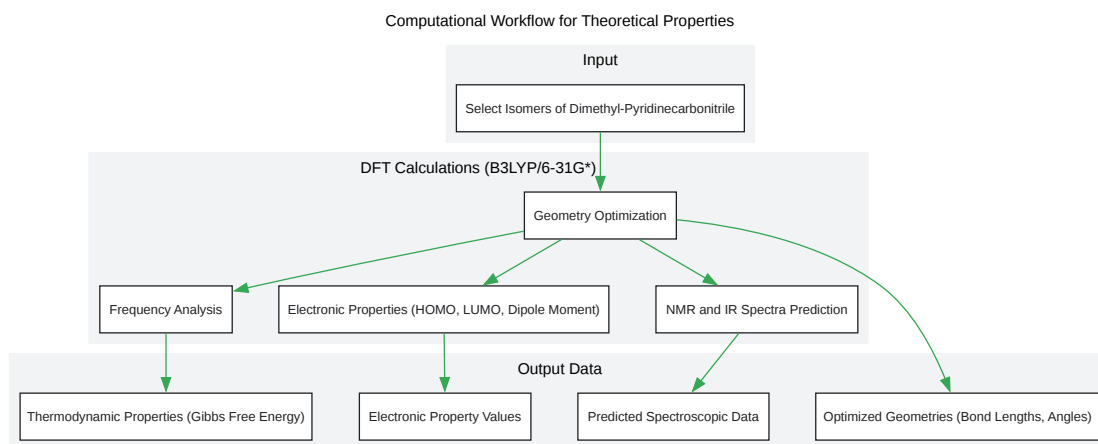 Computational Workflow for Theoretical Properties
Input
Select Isomers of Dimethyl-Pyridinecarbonitrile
DFT Calculations (B3LYP/6-31G*)
Geometry Optimization
Frequency Analysis
Electronic Properties (HOMO, LUMO, Dipole Moment)
NMR and IR Spectra Prediction
Output Data
Thermodynamic Properties (Gibbs Free Energy)
Electronic Property Values
Predicted Spectroscopic Data
Optimized Geometries (Bond Lengths, Angles)